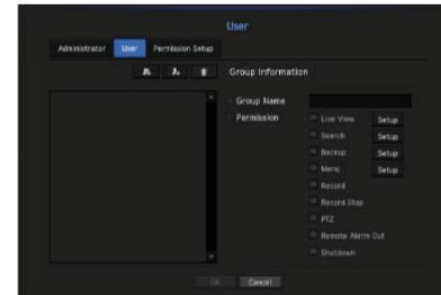 User
Administrator User Permission Setup
Group Information
Group Name
Permission
Live View Setup
Search Setup
Backup Setup
Menu Setup
Record
Record Stop
PTZ
Remote Alarm Out
Shutdown
OK Cancel